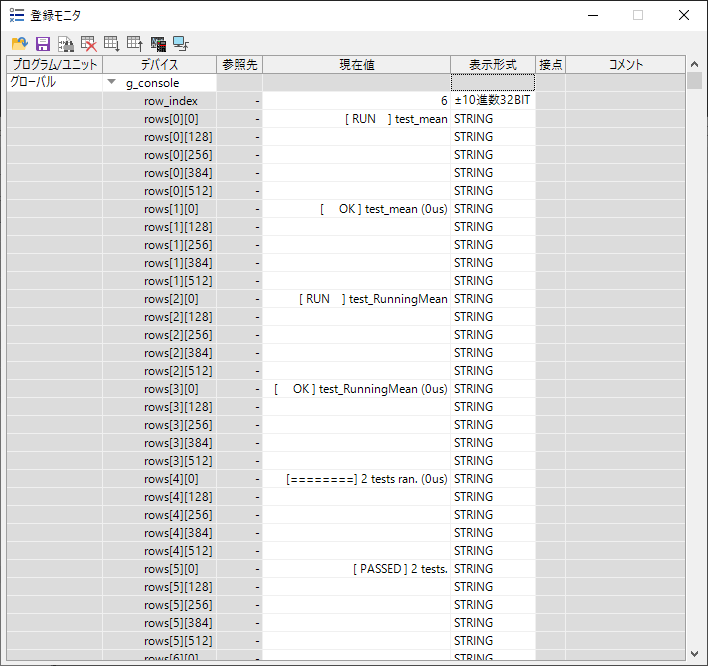 登録モニタ
プログラム/ユニット デバイス 参照先 現在値 表示形式 接点 コメント
グローバル g_console
row_index - 6 ±10進数32BIT
rows[0][0] - [ RUN    ] test_mean STRING
rows[0][128] - STRING
rows[0][256] - STRING
rows[0][384] - STRING
rows[0][512] - STRING
rows[1][0] - [     OK ] test_mean (0us) STRING
rows[1][128] - STRING
rows[1][256] - STRING
rows[1][384] - STRING
rows[1][512] - STRING
rows[2][0] - [ RUN    ] test_RunningMean STRING
rows[2][128] - STRING
rows[2][256] - STRING
rows[2][384] - STRING
rows[2][512] - STRING
rows[3][0] - [     OK ] test_RunningMean (0us) STRING
rows[3][128] - STRING
rows[3][256] - STRING
rows[3][384] - STRING
rows[3][512] - STRING
rows[4][0] - [========] 2 tests ran. (0us) STRING
rows[4][128] - STRING
rows[4][256] - STRING
rows[4][384] - STRING
rows[4][512] - STRING
rows[5][0] - [ PASSED ] 2 tests. STRING
rows[5][128] - STRING
rows[5][256] - STRING
rows[5][384] - STRING
rows[5][512] - STRING
rows[6][0] - STRING